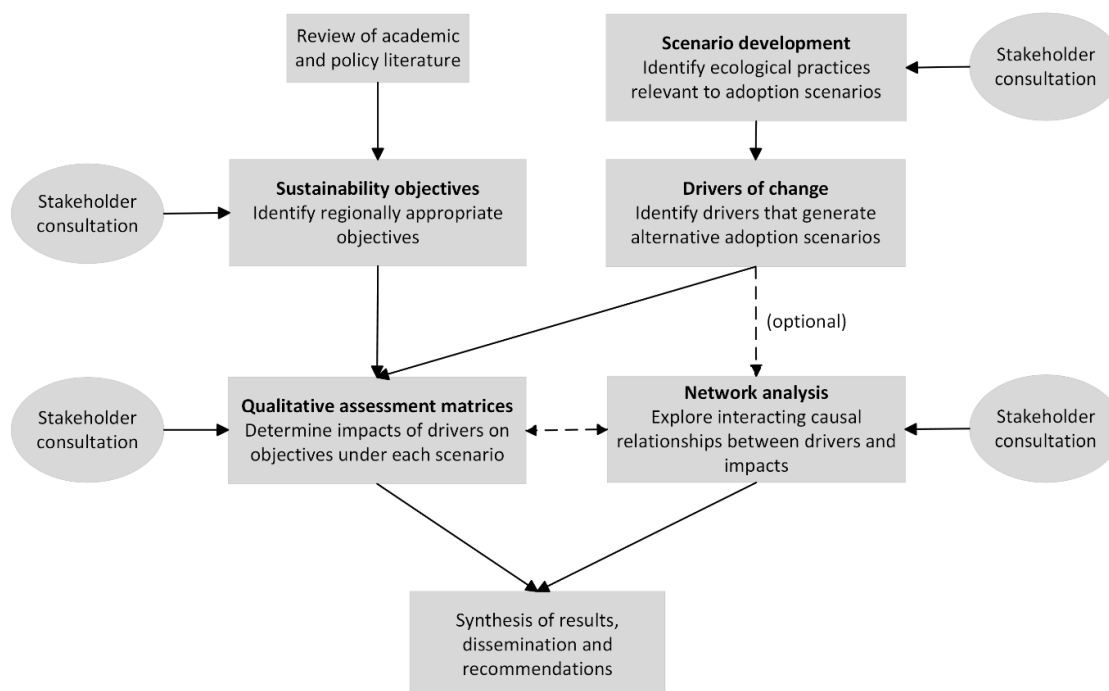 Review of academic
and policy literature
Scenario development
Identify ecological practices
relevant to adoption scenarios
Stakeholder
consultation
Stakeholder
consultation
Sustainability objectives
Identify regionally appropriate
objectives
Drivers of change
Identify drivers that generate
alternative adoption scenarios
(optional)
Stakeholder
consultation
Qualitative assessment matrices
Determine impacts of drivers on
objectives under each scenario
Network analysis
Explore interacting causal
relationships between drivers and
impacts
Stakeholder
consultation
Synthesis of results,
dissemination and
recommendations